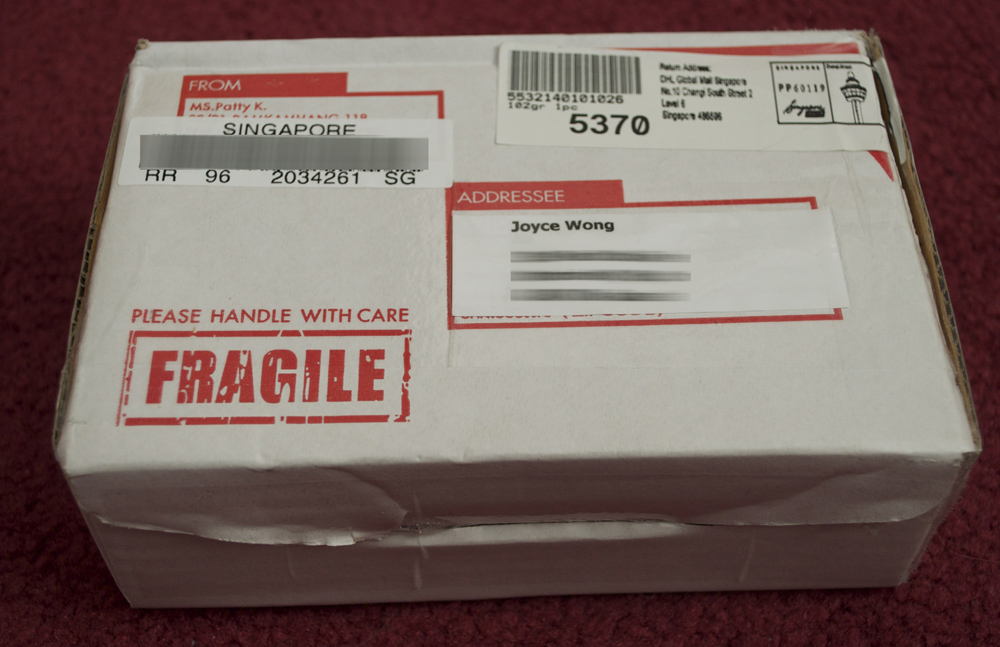 FROM
MS.Patty K.
SINGAPORE
RR 96 2034261 SG
5532140101026
102gr 1pc
5370
Return Address:
DHL Global Mail Singapore
No.10 Changi South Street 2
Level 6
Singapore 486596
SINGAPORE
PP60119
ADDRESSEE
Joyce Wong
PLEASE HANDLE WITH CARE
FRAGILE